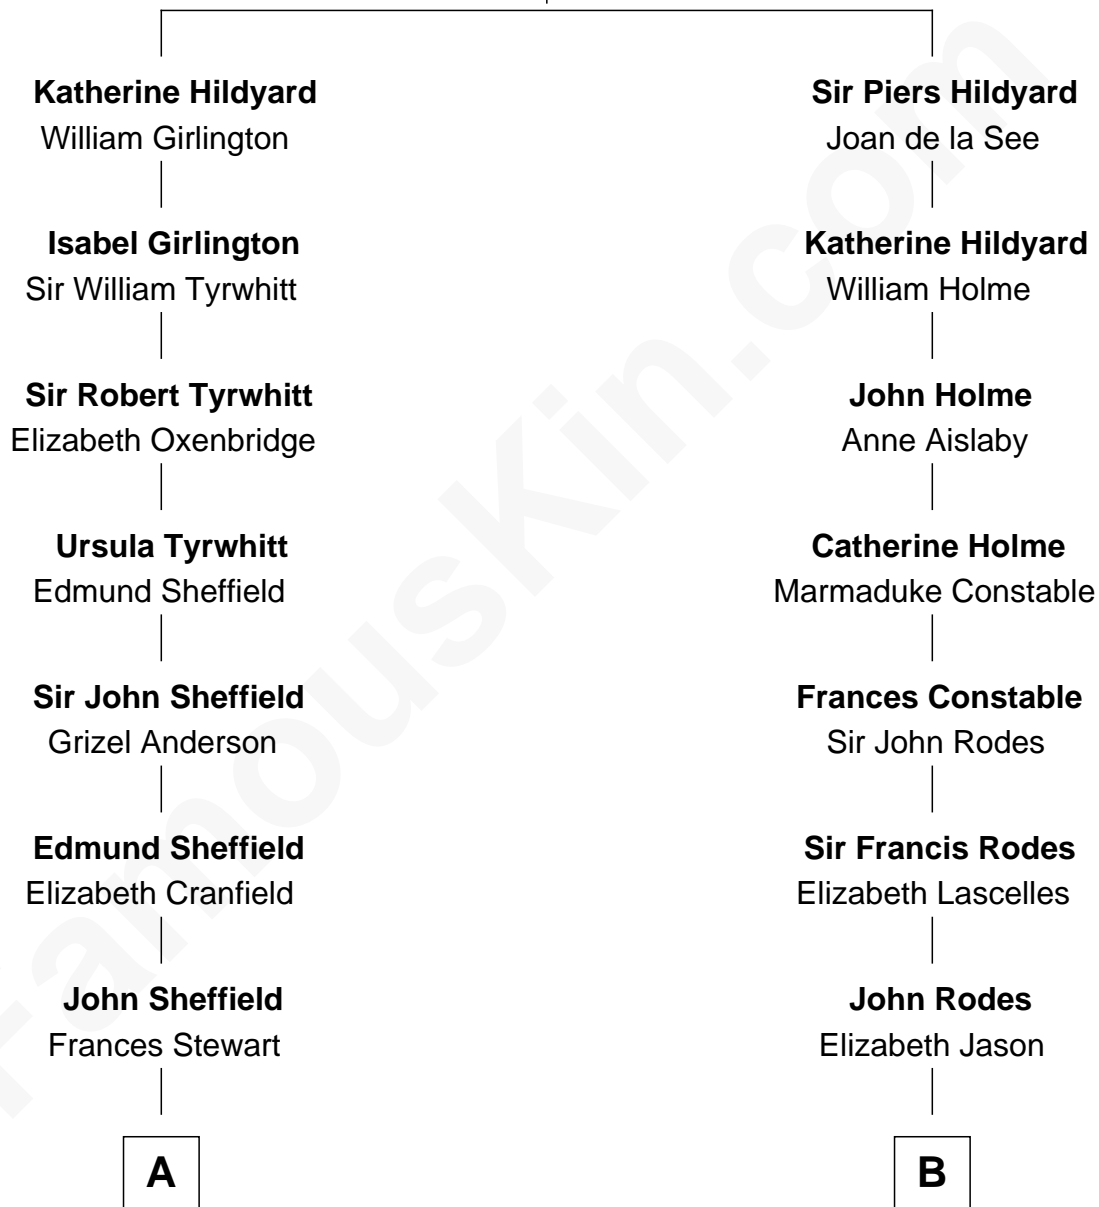 Katherine Hildyard
William Girlington
Isabel Girlington
Sir William Tyrwhitt
Sir Robert Tyrwhitt
Elizabeth Oxenbridge
Ursula Tyrwhitt
Edmund Sheffield
Sir John Sheffield
Grizel Anderson
Edmund Sheffield
Elizabeth Cranfield
John Sheffield
Frances Stewart
A
Sir Piers Hildyard
Joan de la See
Katherine Hildyard
William Holme
John Holme
Anne Aislaby
Catherine Holme
Marmaduke Constable
Frances Constable
Sir John Rodes
Sir Francis Rodes
Elizabeth Lascelles
John Rodes
Elizabeth Jason
B
FamousKin.com